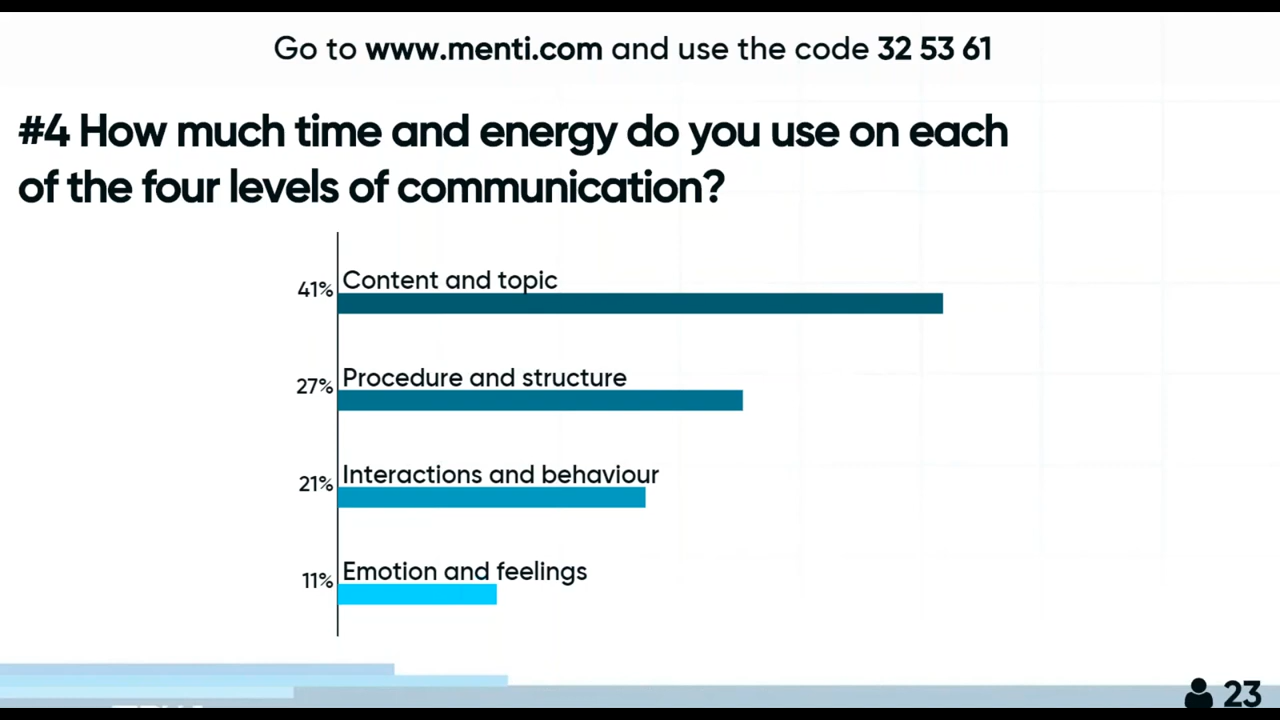 Go to www.menti.com and use the code 32 53 61
#4 How much time and energy do you use on each
of the four levels of communication?
41% Content and topic
27% Procedure and structure
21% Interactions and behaviour
11% Emotion and feelings
23